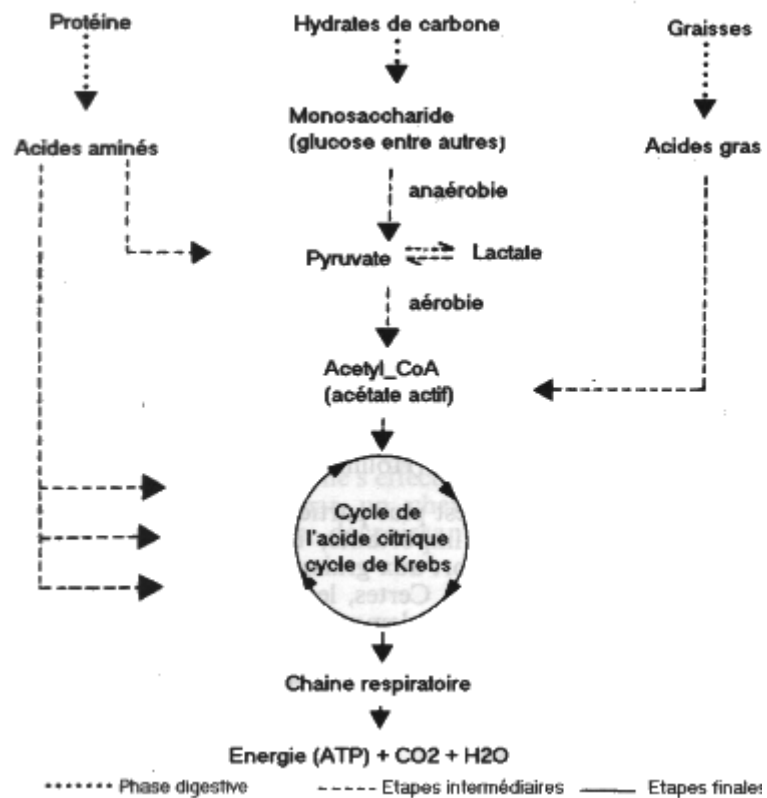 Protéine Hydrates de carbone Graisses
Monosaccharide
(glucose entre autres)
Acides aminés Acides gras
anaérobie
Pyruvate Lactate
aérobie
Acetyl_CoA
(acétate actif)
Cycle de
l'acide citrique
cycle de Krebs
Certes, le
Chaine respiratoire
Energie (ATP) + CO2 + H2O
Phase digestive Etapes intermédiaires Etapes finales